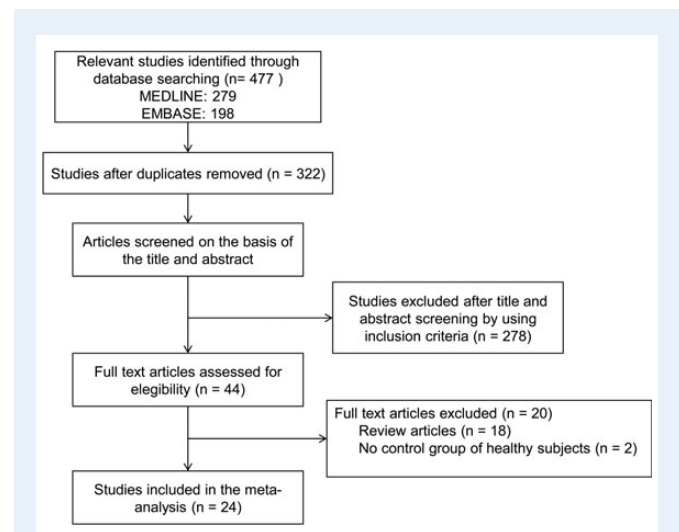 Relevant studies identified through
database searching (n= 477 )
MEDLINE: 279
EMBASE: 198
Studies after duplicates removed (n = 322)
Articles screened on the basis of
the title and abstract
Studies excluded after title and
abstract screening by using
inclusion criteria (n = 278)
Full text articles assessed for
elegibility (n = 44)
Full text articles excluded (n = 20)
Review articles (n = 18)
No control group of healthy subjects (n = 2)
Studies included in the meta-
analysis (n = 24)